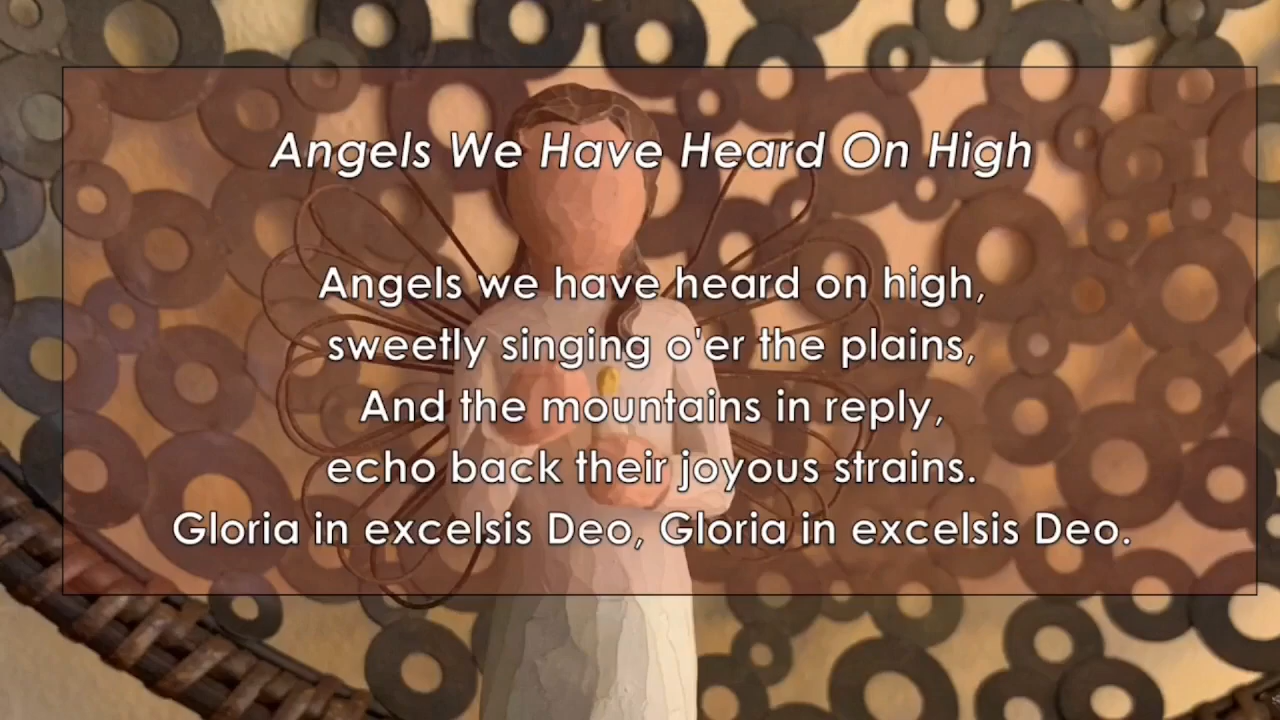 Angels We Have Heard On High
Angels we have heard on high,
sweetly singing o'er the plains,
And the mountains in reply,
echo back their joyous strains.
Gloria in excelsis Deo, Gloria in excelsis Deo.